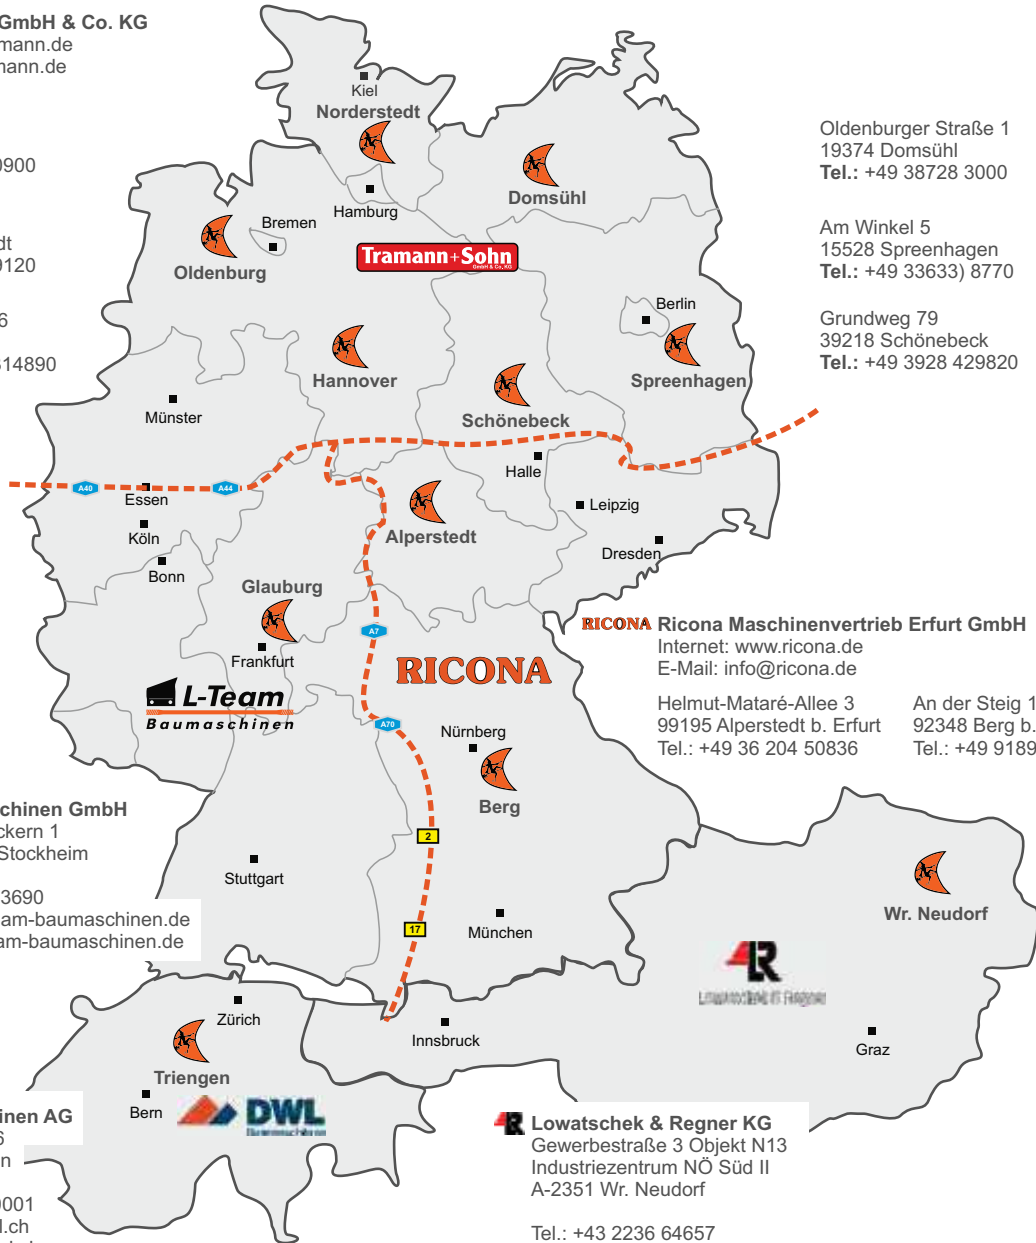 GmbH & Co. KG
mann.de
mann.de
0900
dt
9120
6
814890
Kiel
Norderstedt
Hamburg
Bremen
Oldenburg
Domsühl
Tramann+Sohn
GmbH & Co. KG
Berlin
Spreenhagen
Hannover
Schönebeck
Münster
Halle
A40
A44
Essen
Leipzig
Köln
Alperstedt
Dresden
Bonn
Glauburg
Frankfurt
A7
RICONA
L-Team
Baumaschinen
A70
Nürnberg
Berg
2
Stuttgart
17
München
Oldenburger Straße 1
19374 Domsühl
Tel.: +49 38728 3000
Am Winkel 5
15528 Spreenhagen
Tel.: +49 33633) 8770
Grundweg 79
39218 Schönebeck
Tel.: +49 3928 429820
RICONA Ricona Maschinenvertrieb Erfurt GmbH
Internet: www.ricona.de
E-Mail: info@ricona.de
Helmut-Mataré-Allee 3
99195 Alperstedt b. Erfurt
Tel.: +49 36 204 50836
An der Steig 1
92348 Berg b.
Tel.: +49 9189
chinen GmbH
ckern 1
Stockheim
3690
am-baumaschinen.de
am-baumaschinen.de
Wr. Neudorf
Lowatschek & Regner
Graz
Innsbruck
Zürich
Triengen
Bern
DWL
Baumaschinen
inen AG
6
n
0001
l.ch
Lowatschek & Regner KG
Gewerbestraße 3 Objekt N13
Industriezentrum NÖ Süd II
A-2351 Wr. Neudorf
Tel.: +43 2236 64657